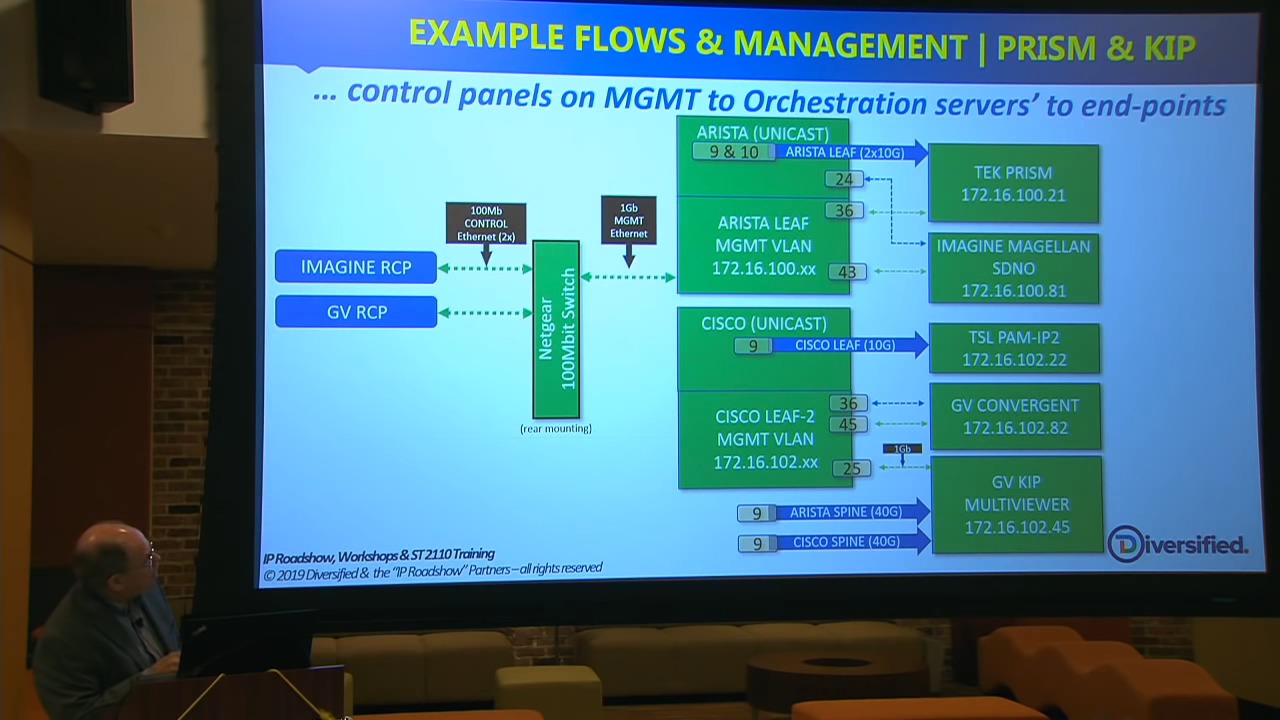 EXAMPLE FLOWS & MANAGEMENT | PRISM & KIP
... control panels on MGMT to Orchestration servers' to end-points
100Mb
CONTROL
Ethernet (2x)
1Gb
MGMT
Ethernet
IMAGINE RCP
GV RCP
Netgear
100Mbit Switch
(rear mounting)
ARISTA (UNICAST)
9 & 10
ARISTA LEAF (2x10G)
24
36
ARISTA LEAF
MGMT VLAN
172.16.100.xx
43
TEK PRISM
172.16.100.21
IMAGINE MAGELLAN
SDNO
172.16.100.81
CISCO (UNICAST)
9
CISCO LEAF (10G)
TSL PAM-IP2
172.16.102.22
36
45
CISCO LEAF-2
MGMT VLAN
172.16.102.xx
25
1Gb
GV CONVERGENT
172.16.102.82
GV KIP
MULTIVIEWER
172.16.102.45
9
ARISTA SPINE (40G)
9
CISCO SPINE (40G)
Diversified.
IP Roadshow, Workshops & ST 2110 Training
© 2019 Diversified & the "IP Roadshow" Partners – all rights reserved